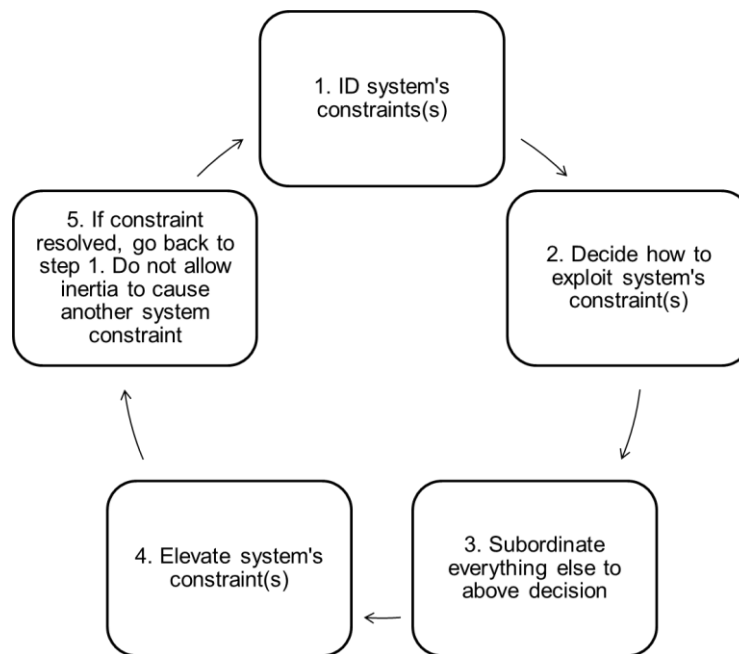 1. ID system's
constraints(s)
2. Decide how to
exploit system's
constraint(s)
3. Subordinate
everything else to
above decision
4. Elevate system's
constraint(s)
5. If constraint
resolved, go back to
step 1. Do not allow
inertia to cause
another system
constraint